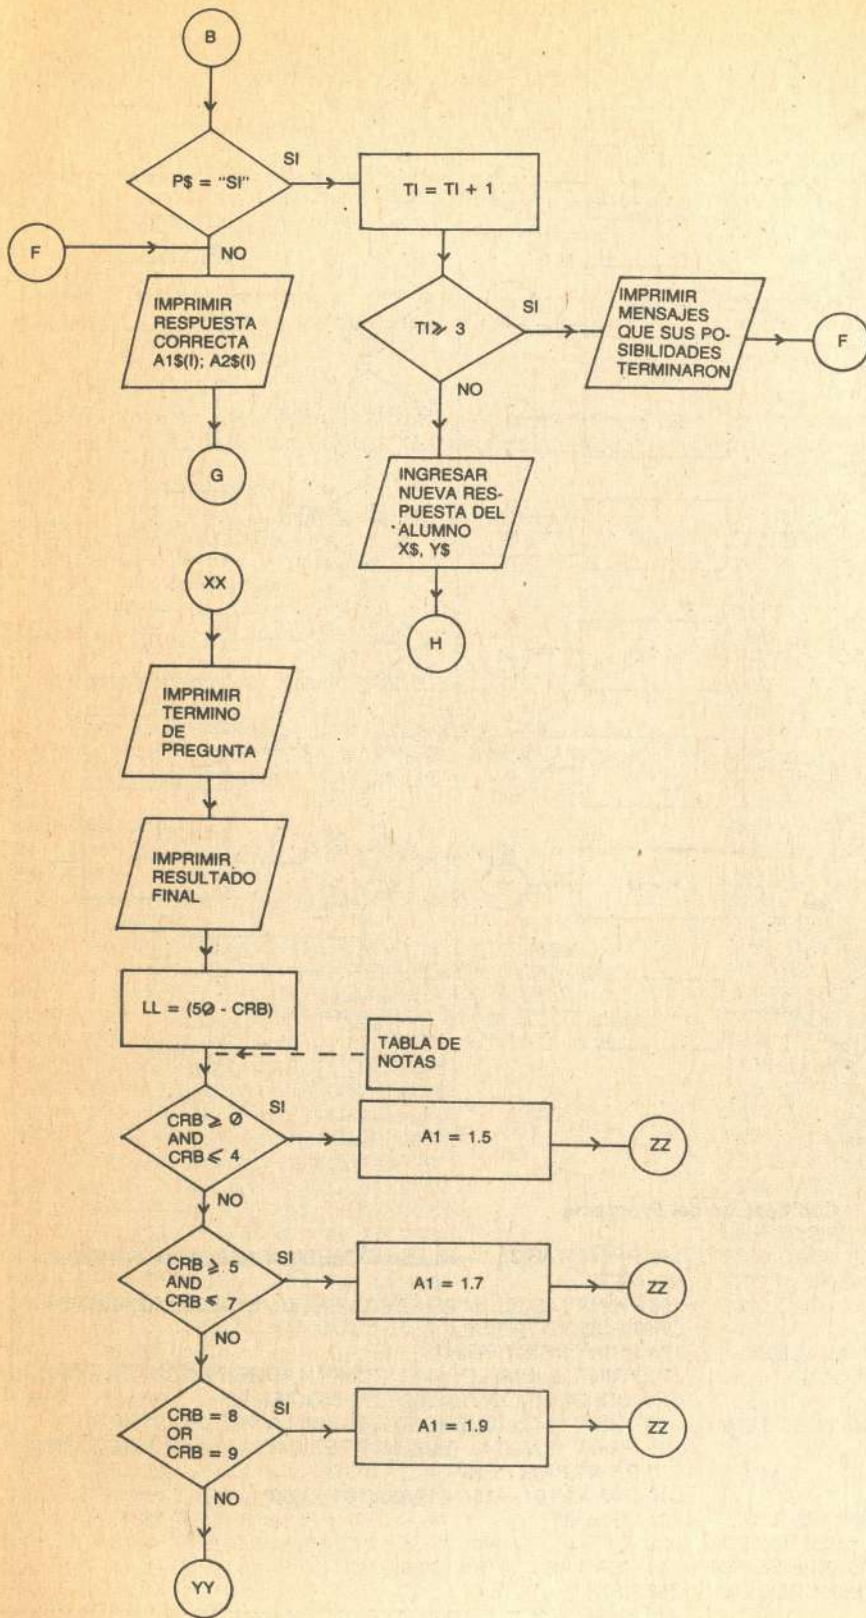 B
P$ = "SI"
SI
TI = TI + 1
F
NO
IMPRIMIR
RESPUESTA
CORRECTA
A1$(I); A2$(I)
TI ≥ 3
SI
IMPRIMIR
MENSAJES
QUE SUS PO-
SIBILIDADES
TERMINARON
F
NO
G
INGRESAR
NUEVA RES-
PUESTA DEL
ALUMNO
X$, Y$
H
XX
IMPRIMIR
TERMINO
DE
PREGUNTA
IMPRIMIR
RESULTADO
FINAL
LL = (5Ø - CRB)
TABLA DE
NOTAS
CRB ≥ Ø
AND
CRB ≤ 4
SI
A1 = 1.5
ZZ
NO
CRB ≥ 5
AND
CRB ≤ 7
SI
A1 = 1.7
ZZ
NO
CRB = 8
OR
CRB = 9
SI
A1 = 1.9
ZZ
NO
YY